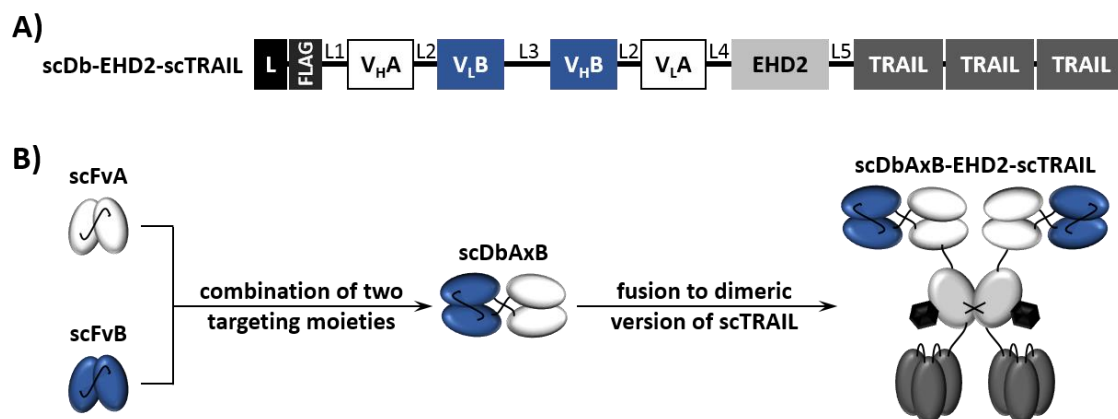 A)
scDb-EHD2-scTRAIL
L FLAG L1 VHA L2 VLB L3 VHB L2 VLA L4 EHD2 L5 TRAIL TRAIL TRAIL
B)
scFvA
scFvB
combination of two
targeting moieties
scDbAxB
fusion to dimeric
version of scTRAIL
scDbAxB-EHD2-scTRAIL